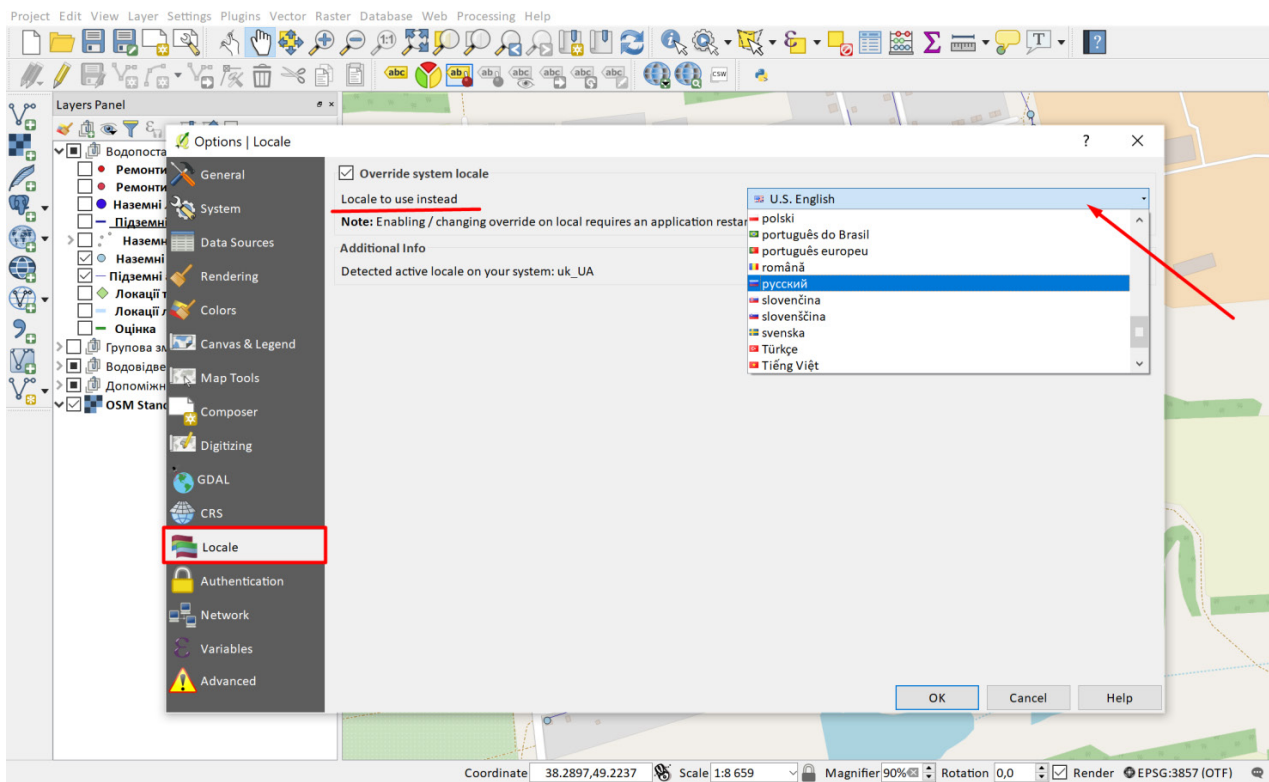 Project Edit View Layer Settings Plugins Vector Raster Database Web Processing Help
Layers Panel
Водопоста
Ремонти
Ремонти
Наземні
Підземні
Наземн
Наземні
Підземні
Локації т
Локації л
Оцінка
Групова зм
Водовідве
Допоміжн
OSM Stand
Options | Locale
?
General
System
Data Sources
Rendering
Colors
Canvas & Legend
Map Tools
Composer
Digitizing
GDAL
CRS
Locale
Authentication
Network
Variables
Advanced
Override system locale
Locale to use instead
U.S. English
Note: Enabling / changing override on local requires an application restar
Additional Info
Detected active locale on your system: uk_UA
polski
português do Brasil
português europeu
română
русский
slovenčina
slovenščina
svenska
Türkçe
Tiếng Việt
OK Cancel Help
Coordinate 38.2897,49.2237 Scale 1:8 659 Magnifier 90% Rotation 0,0 Render EPSG:3857 (OTF)